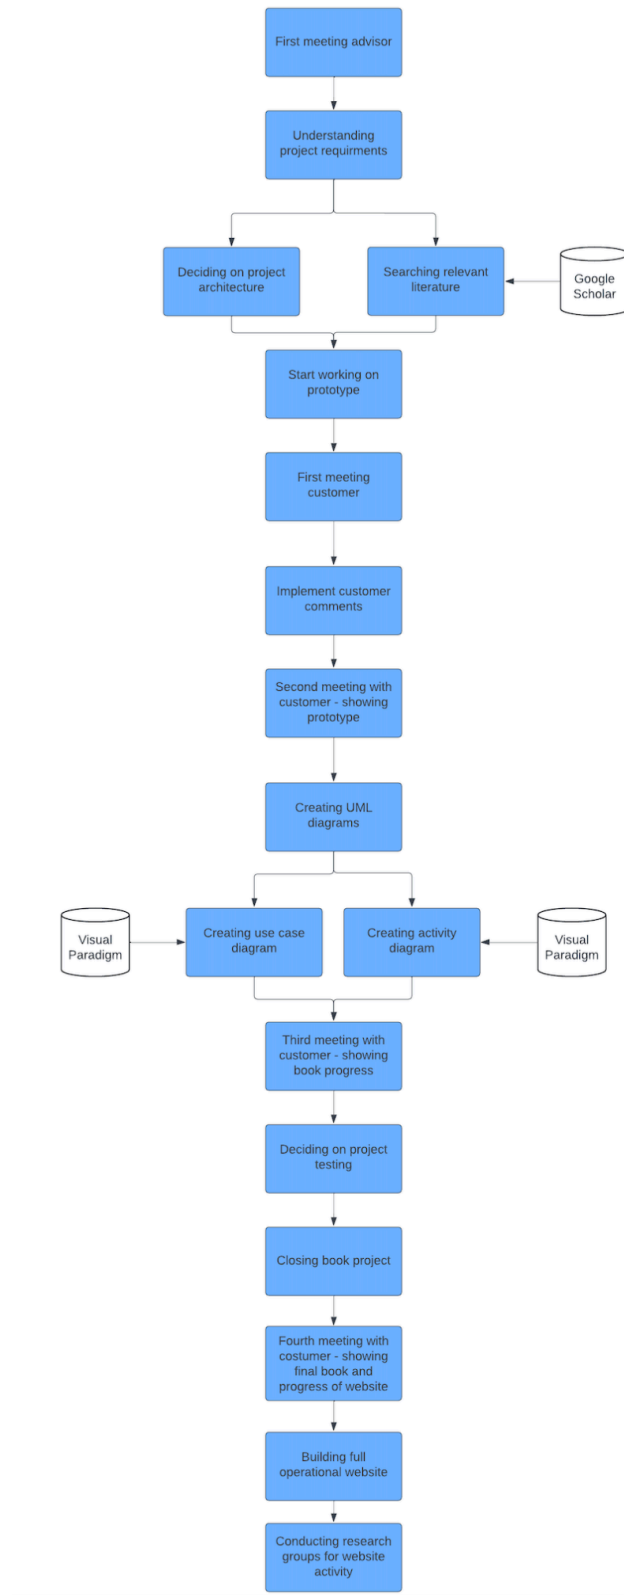 First meeting advisor
Understanding
project requirments
Deciding on project
architecture
Searching relevant
literature
Google
Scholar
Start working on
prototype
First meeting
customer
Implement customer
comments
Second meeting with
customer - showing
prototype
Creating UML
diagrams
Visual
Paradigm
Creating use case
diagram
Creating activity
diagram
Visual
Paradigm
Third meeting with
customer - showing
book progress
Deciding on project
testing
Closing book project
Fourth meeting with
costumer - showing
final book and
progress of website
Building full
operational website
Conducting research
groups for website
activity